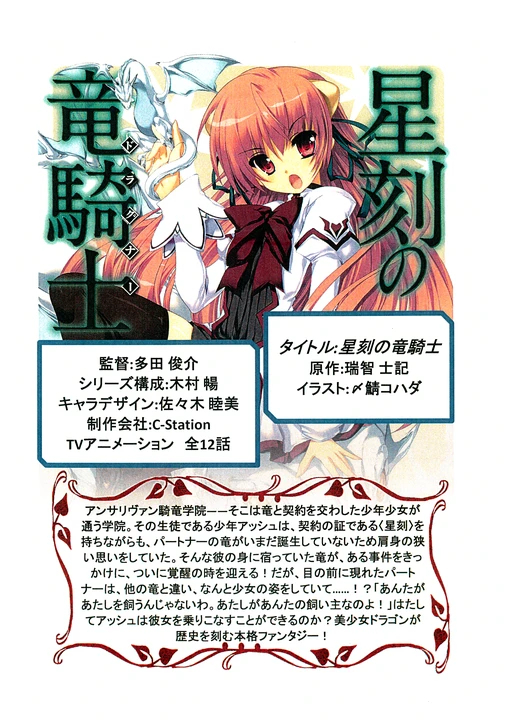 星刻の
竜騎士
ドラグナー
タイトル:星刻の竜騎士
原作:瑞智 士記
イラスト:〆鯖コハダ
監督:多田 俊介
シリーズ構成:木村 暢
キャラデザイン:佐々木 睦美
制作会社:C-Station
TVアニメーション 全12話
アンサリヴァン騎竜学院――そこは竜と契約を交わした少年少女が
通う学院。その生徒である少年アッシュは、契約の証である〈星刻〉を
持ちながらも、パートナーの竜がいまだ誕生していないため肩身の狭
い思いをしていた。そんな彼の身に宿っていた竜が、ある事件をきっ
かけに、ついに覚醒の時を迎える！だが、目の前に現れたパート
ナーは、他の竜と違い、なんと少女の姿をしていて……！？「あんたが
あたしを飼うんじゃないわ。あたしがあんたの飼い主なのよ！」はたし
てアッシュは彼女を乗りこなすことができるのか？美少女ドラゴンが
歴史を刻む本格ファンタジー！